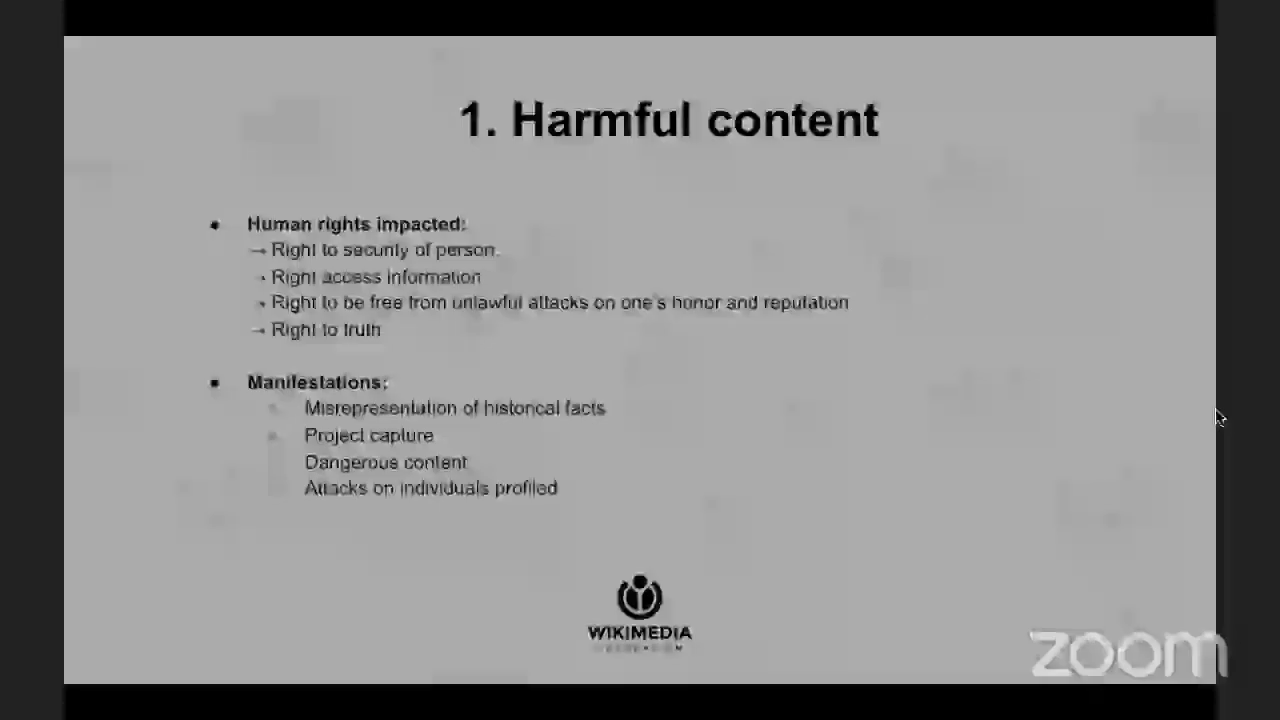 1. Harmful content
● Human rights impacted:
→ Right to security of person.
→ Right access information
→ Right to be free from unlawful attacks on one's honor and reputation
→ Right to truth
● Manifestations:
Misrepresentation of historical facts
Project capture
Dangerous content
Attacks on individuals profiled
WIKIMEDIA
zoom